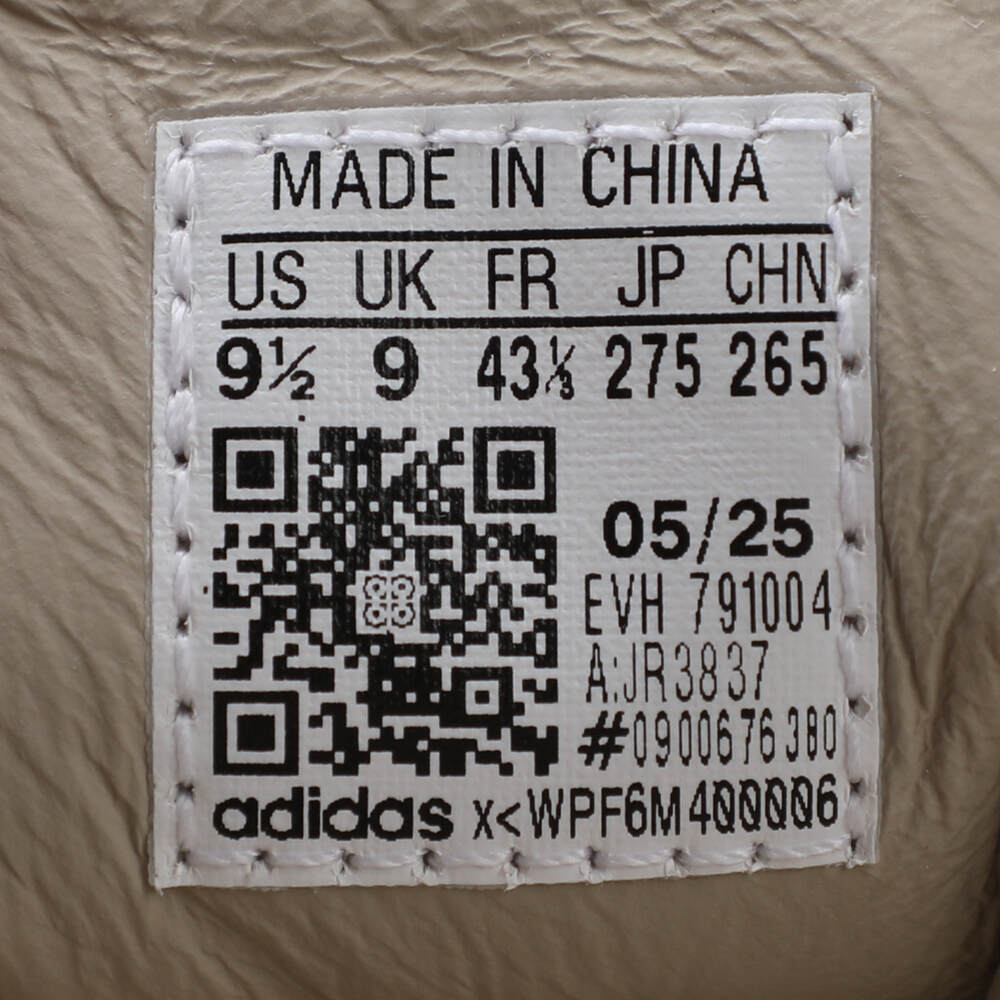 MADE IN CHINA
US UK FR JP CHN
9½ 9 43⅓ 275 265
05/25
EVH 791004
A:JR3837
#0900676380
adidas X<WPF6M400006